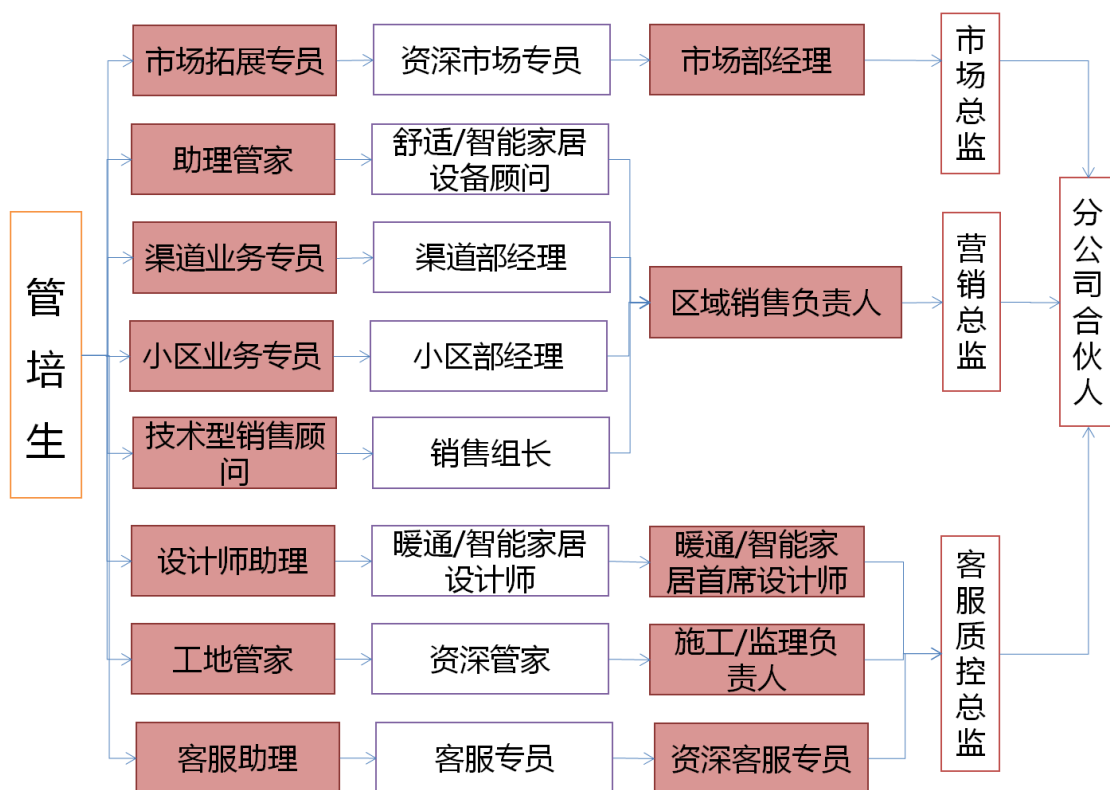 管培生
市场拓展专员
资深市场专员
市场部经理
市场总监
助理管家
舒适/智能家居
设备顾问
渠道业务专员
渠道部经理
小区业务专员
小区部经理
技术型销售顾
问
销售组长
区域销售负责人
营销总监
分公司合伙人
设计师助理
暖通/智能家居
设计师
暖通/智能家
居首席设计师
工地管家
资深管家
施工/监理负
责人
客服助理
客服专员
资深客服专员
客服质控总监